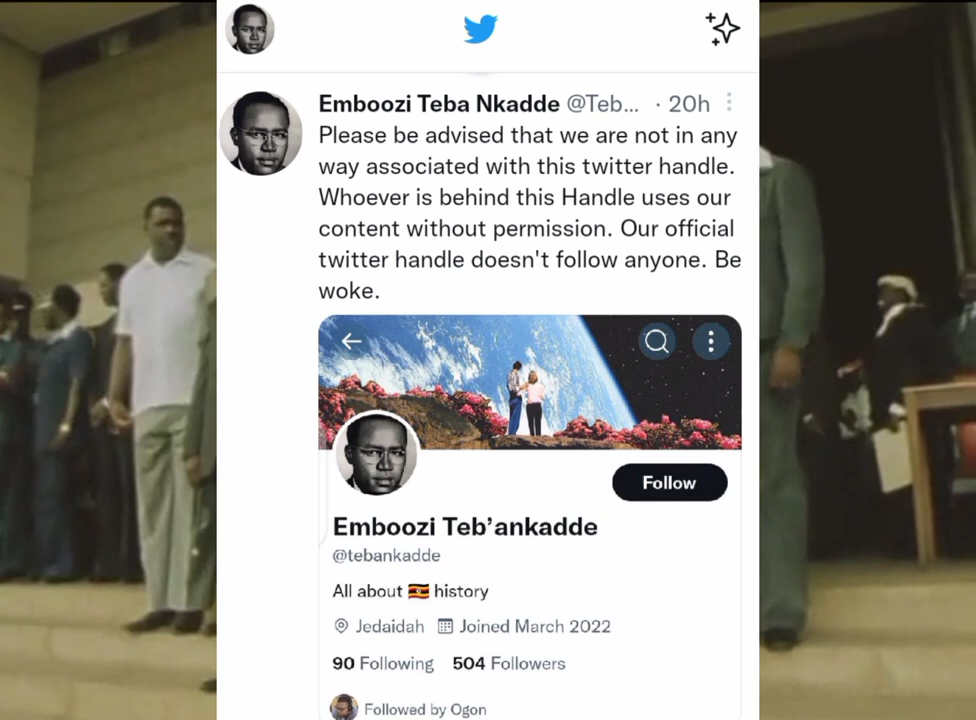 Emboozi Teba Nkadde @Teb... · 20h
Please be advised that we are not in any
way associated with this twitter handle.
Whoever is behind this Handle uses our
content without permission. Our official
twitter handle doesn't follow anyone. Be
woke.
Follow
Emboozi Teb’ankadde
@tebankadde
All about 🇺🇬 history
Jedaidah Joined March 2022
90 Following 504 Followers
Followed by Ogon